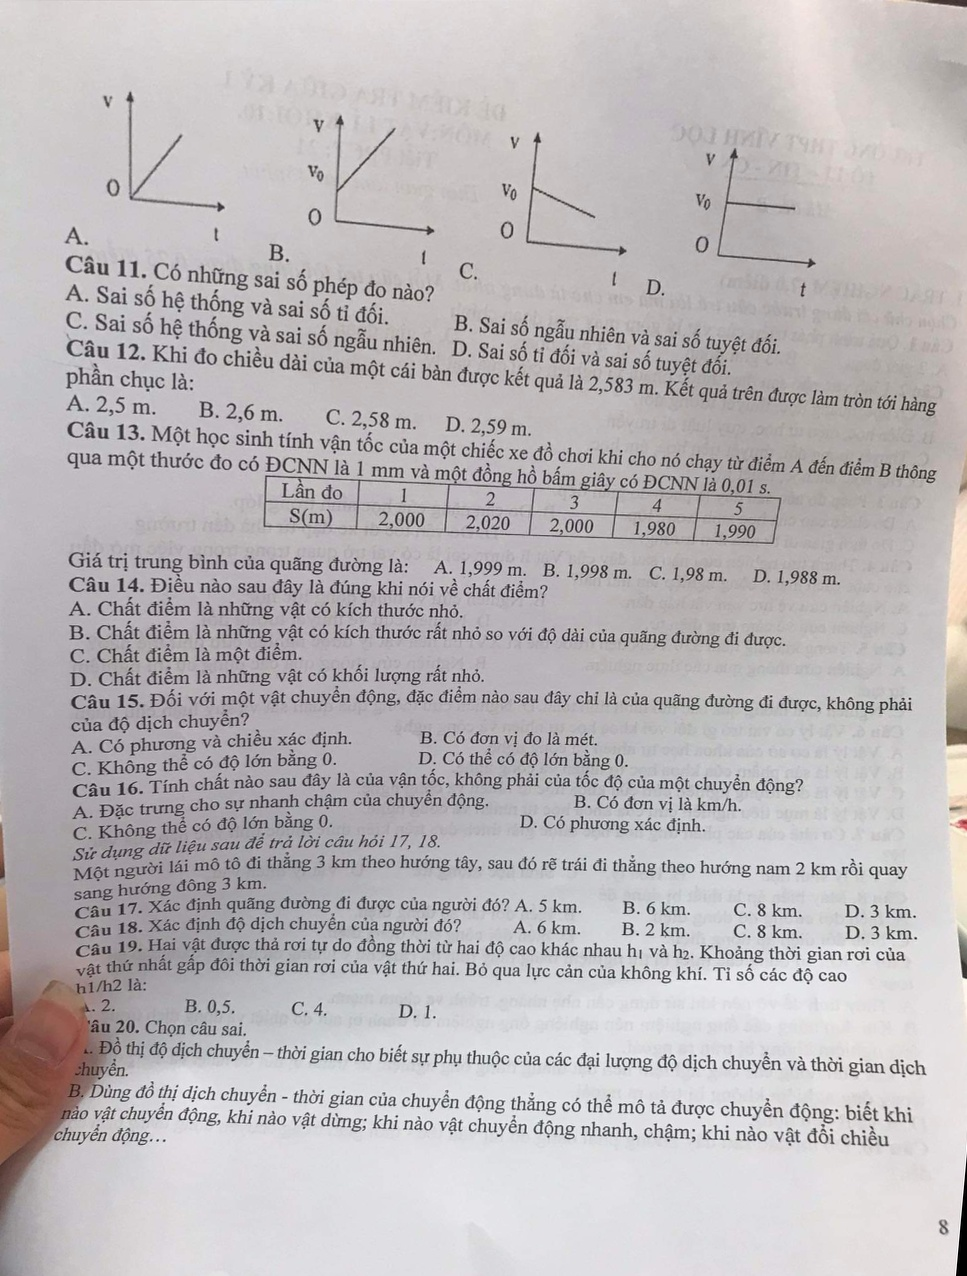 V V V V
V₀ V₀ V₀
O O O O
t t t t
A. B. C. D.
Câu 11. Có những sai số phép đo nào?
A. Sai số hệ thống và sai số tỉ đối. B. Sai số ngẫu nhiên và sai số tuyệt đối.
C. Sai số hệ thống và sai số ngẫu nhiên. D. Sai số tỉ đối và sai số tuyệt đối.
Câu 12. Khi đo chiều dài của một cái bàn được kết quả là 2,583 m. Kết quả trên được làm tròn tới hàng
phần chục là:
A. 2,5 m. B. 2,6 m. C. 2,58 m. D. 2,59 m.
Câu 13. Một học sinh tính vận tốc của một chiếc xe đồ chơi khi cho nó chạy từ điểm A đến điểm B thông
qua một thước đo có ĐCNN là 1 mm và một đồng hồ bấm giây có ĐCNN là 0,01 s.
Lần đo 1 2 3 4 5
S(m) 2,000 2,020 2,000 1,980 1,990
Giá trị trung bình của quãng đường là: A. 1,999 m. B. 1,998 m. C. 1,98 m. D. 1,988 m.
Câu 14. Điều nào sau đây là đúng khi nói về chất điểm?
A. Chất điểm là những vật có kích thước nhỏ.
B. Chất điểm là những vật có kích thước rất nhỏ so với độ dài của quãng đường đi được.
C. Chất điểm là một điểm.
D. Chất điểm là những vật có khối lượng rất nhỏ.
Câu 15. Đối với một vật chuyển động, đặc điểm nào sau đây chỉ là của quãng đường đi được, không phải
của độ dịch chuyển?
A. Có phương và chiều xác định. B. Có đơn vị đo là mét.
C. Không thể có độ lớn bằng 0. D. Có thể có độ lớn bằng 0.
Câu 16. Tính chất nào sau đây là của vận tốc, không phải của tốc độ của một chuyển động?
A. Đặc trưng cho sự nhanh chậm của chuyển động. B. Có đơn vị là km/h.
C. Không thể có độ lớn bằng 0. D. Có phương xác định.
Sử dụng dữ liệu sau để trả lời câu hỏi 17, 18.
Một người lái mô tô đi thẳng 3 km theo hướng tây, sau đó rẽ trái đi thẳng theo hướng nam 2 km rồi quay
sang hướng đông 3 km.
Câu 17. Xác định quãng đường đi được của người đó? A. 5 km. B. 6 km. C. 8 km. D. 3 km.
Câu 18. Xác định độ dịch chuyển của người đó? A. 6 km. B. 2 km. C. 8 km. D. 3 km.
Câu 19. Hai vật được thả rơi tự do đồng thời từ hai độ cao khác nhau h₁ và h₂. Khoảng thời gian rơi của
vật thứ nhất gấp đôi thời gian rơi của vật thứ hai. Bỏ qua lực cản của không khí. Tỉ số các độ cao
h1/h2 là:
A. 2. B. 0,5. C. 4. D. 1.
Câu 20. Chọn câu sai.
. Đồ thị độ dịch chuyển – thời gian cho biết sự phụ thuộc của các đại lượng độ dịch chuyển và thời gian dịch
chuyển.
B. Dùng đồ thị dịch chuyển - thời gian của chuyển động thẳng có thể mô tả được chuyển động: biết khi
nào vật chuyển động, khi nào vật dừng; khi nào vật chuyển động nhanh, chậm; khi nào vật đổi chiều
chuyển động…
8